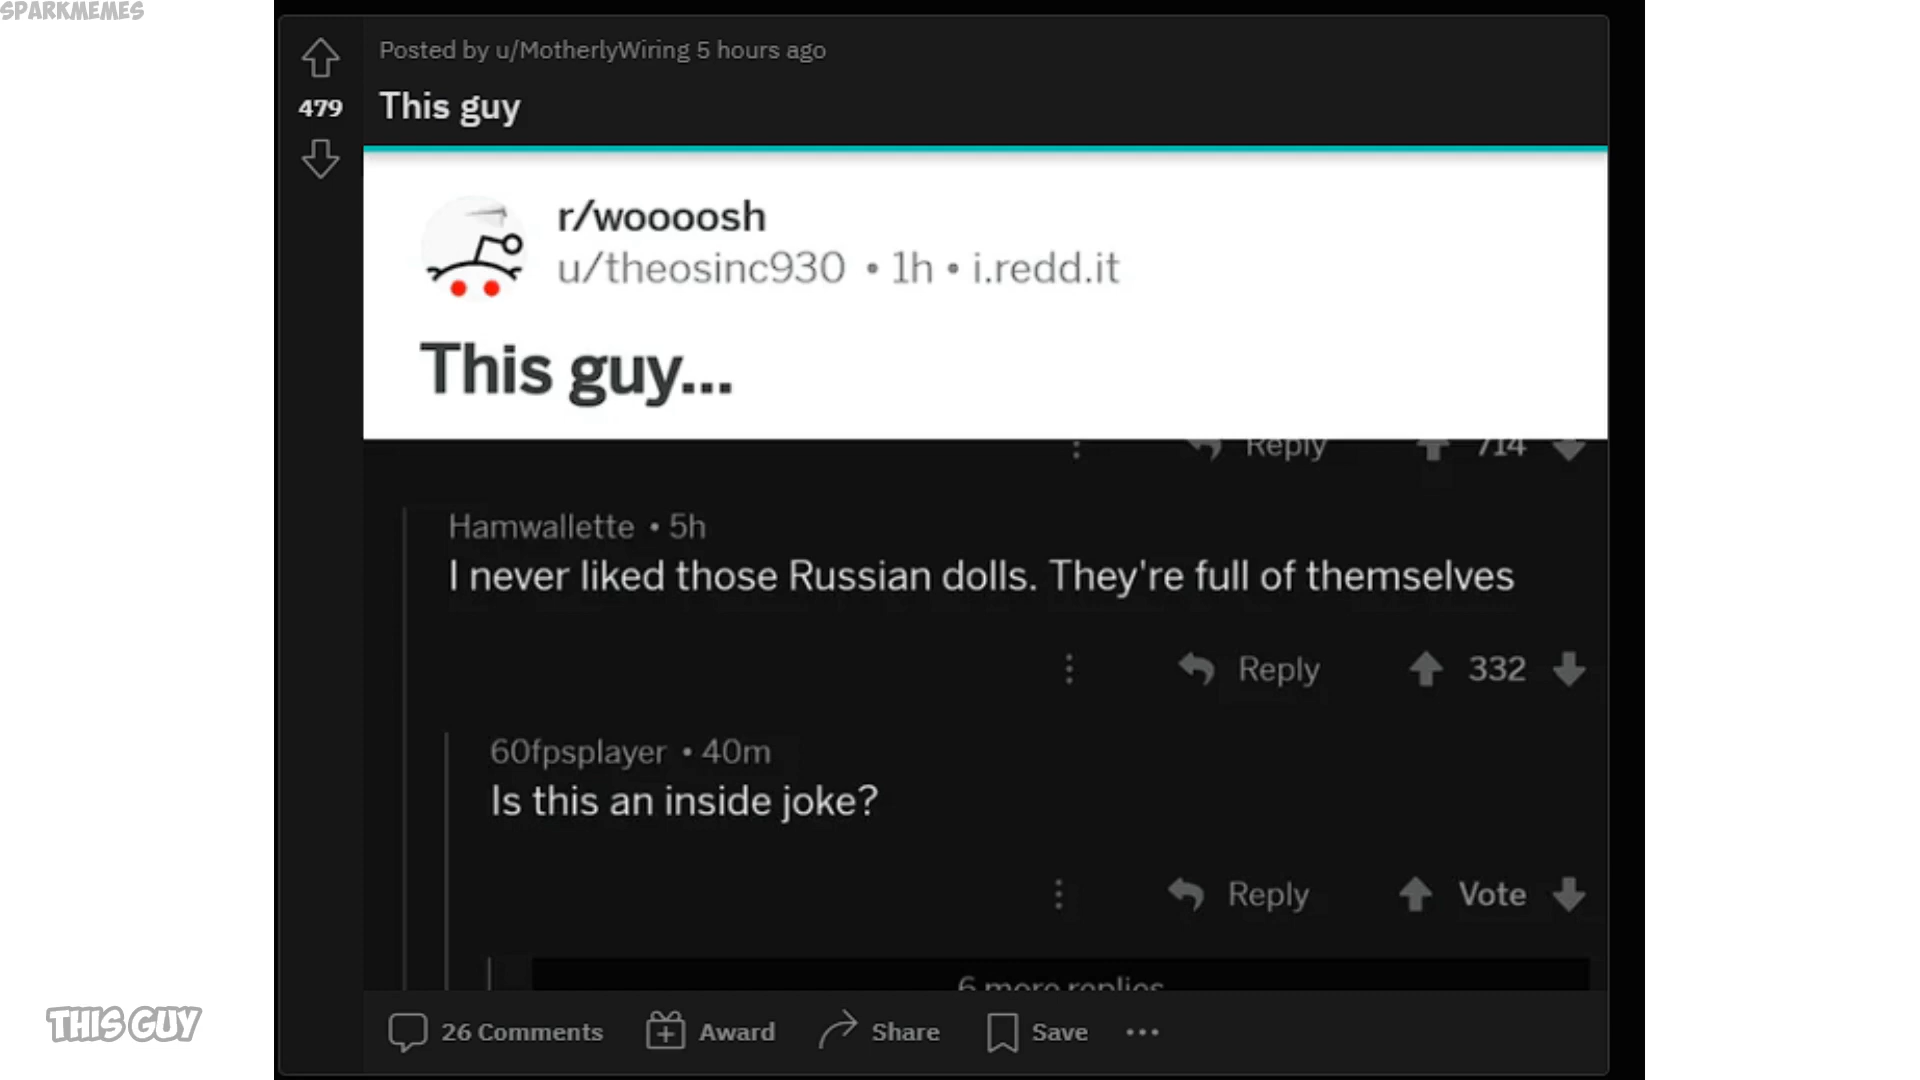 SPARKMEMES
Posted by u/MotherlyWiring 5 hours ago
479
This guy
r/woooosh
u/theosinc930 • 1h • i.redd.it
This guy...
Reply 714
Hamwallette • 5h
I never liked those Russian dolls. They're full of themselves
Reply 332
60fpsplayer • 40m
Is this an inside joke?
Reply Vote
6 more replies
26 Comments Award Share Save
THIS GUY